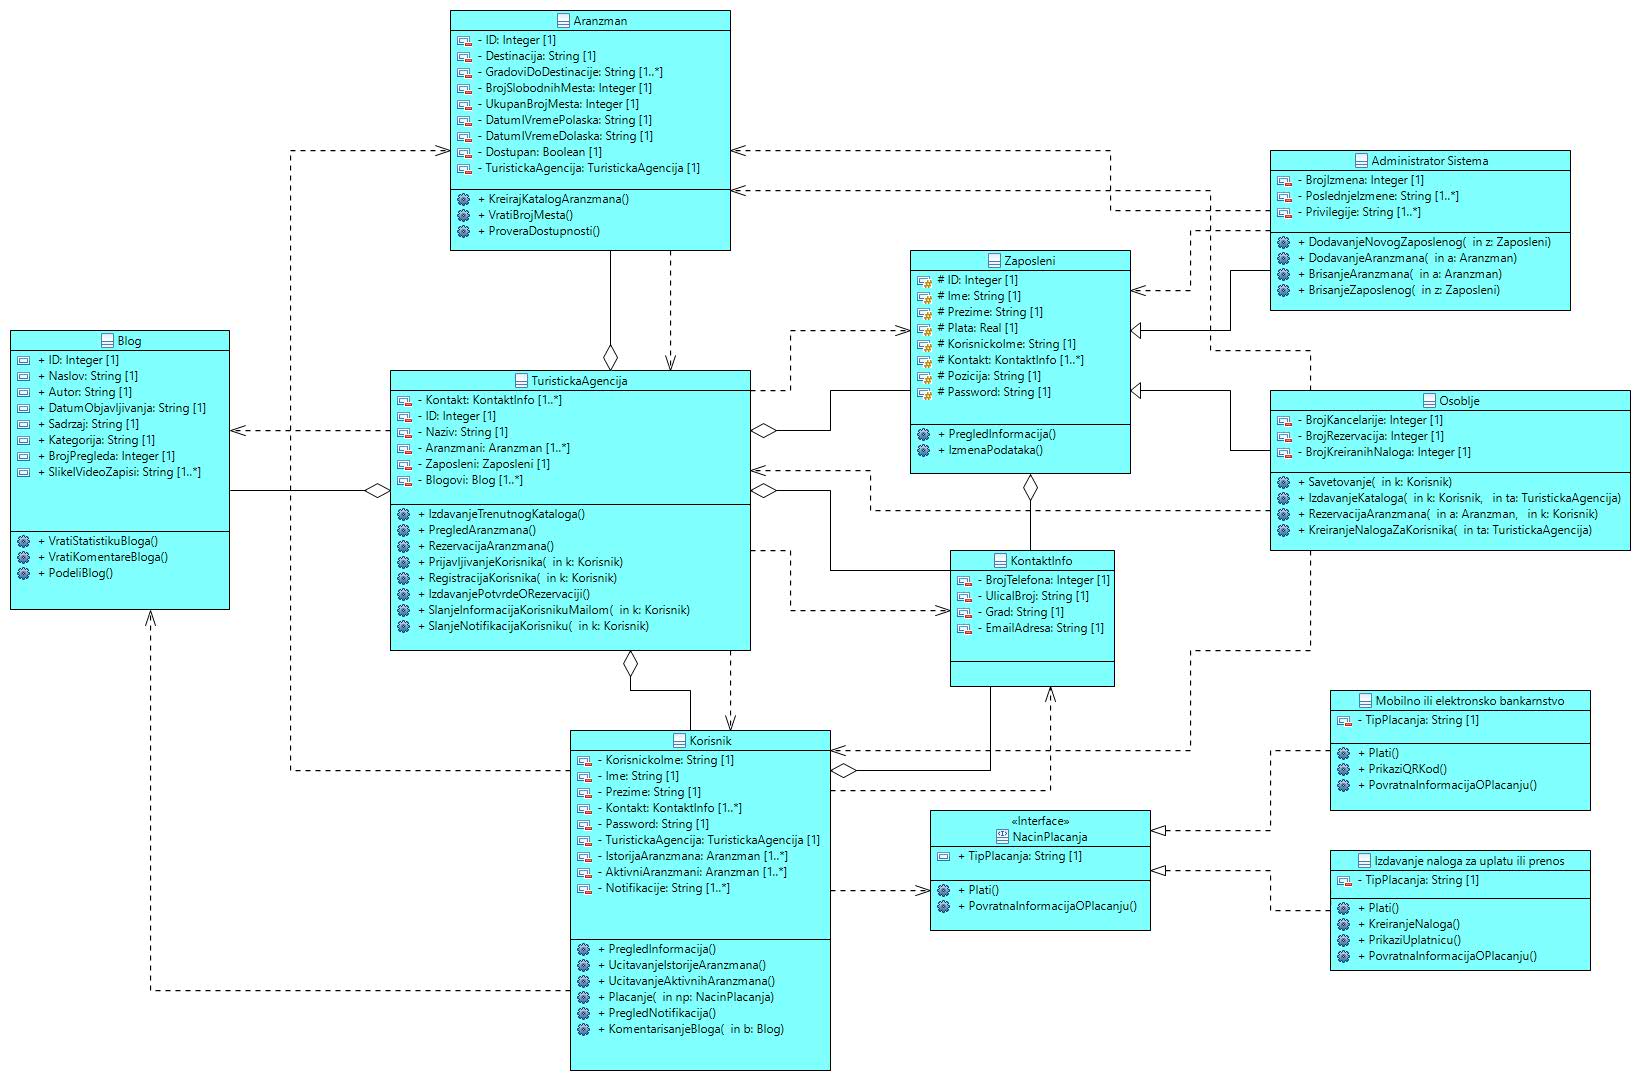 Aranzman
- ID: Integer [1]
- Destinacija: String [1]
- GradoviDoDestinacije: String [1..*]
- BrojSlobodnihMesta: Integer [1]
- UkupanBrojMesta: Integer [1]
- DatumIVremePolaska: String [1]
- DatumIVremeDolaska: String [1]
- Dostupan: Boolean [1]
- TuristickaAgencija: TuristickaAgencija [1]
+ KreirajKatalogAranzmana()
+ VratiBrojMesta()
+ ProveraDostupnosti()
Administrator Sistema
- BrojIzmena: Integer [1]
- PoslednjeIzmene: String [1..*]
- Privilegije: String [1..*]
+ DodavanjeNovogZaposlenog( in z: Zaposleni)
+ DodavanjeAranzmana( in a: Aranzman)
+ BrisanjeAranzmana( in a: Aranzman)
+ BrisanjeZaposlenog( in z: Zaposleni)
Zaposleni
# ID: Integer [1]
# Ime: String [1]
# Prezime: String [1]
# Plata: Real [1]
# KorisnickoIme: String [1]
# Kontakt: KontaktInfo [1..*]
# Pozicija: String [1]
# Password: String [1]
+ PregledInformacija()
+ IzmenaPodataka()
Blog
+ ID: Integer [1]
+ Naslov: String [1]
+ Autor: String [1]
+ DatumObjavljivanja: String [1]
+ Sadrzaj: String [1]
+ Kategorija: String [1]
+ BrojPregleda: Integer [1]
+ SlikeIVideoZapisi: String [1..*]
+ VratiStatistikuBloga()
+ VratiKomentareBloga()
+ PodeliBlog()
TuristickaAgencija
- Kontakt: KontaktInfo [1..*]
- ID: Integer [1]
- Naziv: String [1]
- Aranzmani: Aranzman [1..*]
- Zaposleni: Zaposleni [1]
- Blogovi: Blog [1..*]
+ IzdavanjeTrenutnogKataloga()
+ PregledAranzmana()
+ RezervacijaAranzmana()
+ PrijavljivanjeKorisnika( in k: Korisnik)
+ RegistracijaKorisnika( in k: Korisnik)
+ IzdavanjePotvrdeORezervaciji()
+ SlanjeInformacijaKorisnikuMailom( in k: Korisnik)
+ SlanjeNotifikacijaKorisniku( in k: Korisnik)
Osoblje
- BrojKancelarije: Integer [1]
- BrojRezervacija: Integer [1]
- BrojKreiranihNaloga: Integer [1]
+ Savetovanje( in k: Korisnik)
+ IzdavanjeKataloga( in k: Korisnik, in ta: TuristickaAgencija)
+ RezervacijaAranzmana( in a: Aranzman, in k: Korisnik)
+ KreiranjeNalogaZaKorisnika( in ta: TuristickaAgencija)
KontaktInfo
- BrojTelefona: Integer [1]
- UlicaIBroj: String [1]
- Grad: String [1]
- EmailAdresa: String [1]
Korisnik
- KorisnickoIme: String [1]
- Ime: String [1]
- Prezime: String [1]
- Kontakt: KontaktInfo [1..*]
- Password: String [1]
- TuristickaAgencija: TuristickaAgencija [1]
- IstorijaAranzmana: Aranzman [1..*]
- AktivniAranzmani: Aranzman [1..*]
- Notifikacije: String [1..*]
+ PregledInformacija()
+ UcitavanjeIstorijeAranzmana()
+ UcitavanjeAktivnihAranzmana()
+ Placanje( in np: NacinPlacanja)
+ PregledNotifikacija()
+ KomentarisanjeBloga( in b: Blog)
«Interface»
NacinPlacanja
+ TipPlacanja: String [1]
+ Plati()
+ PovratnaInformacijaOPlacanju()
Mobilno ili elektronsko bankarnstvo
- TipPlacanja: String [1]
+ Plati()
+ PrikaziQRKod()
+ PovratnaInformacijaOPlacanju()
Izdavanje naloga za uplatu ili prenos
- TipPlacanja: String [1]
+ Plati()
+ KreiranjeNaloga()
+ PrikaziUplatnicu()
+ PovratnaInformacijaOPlacanju()